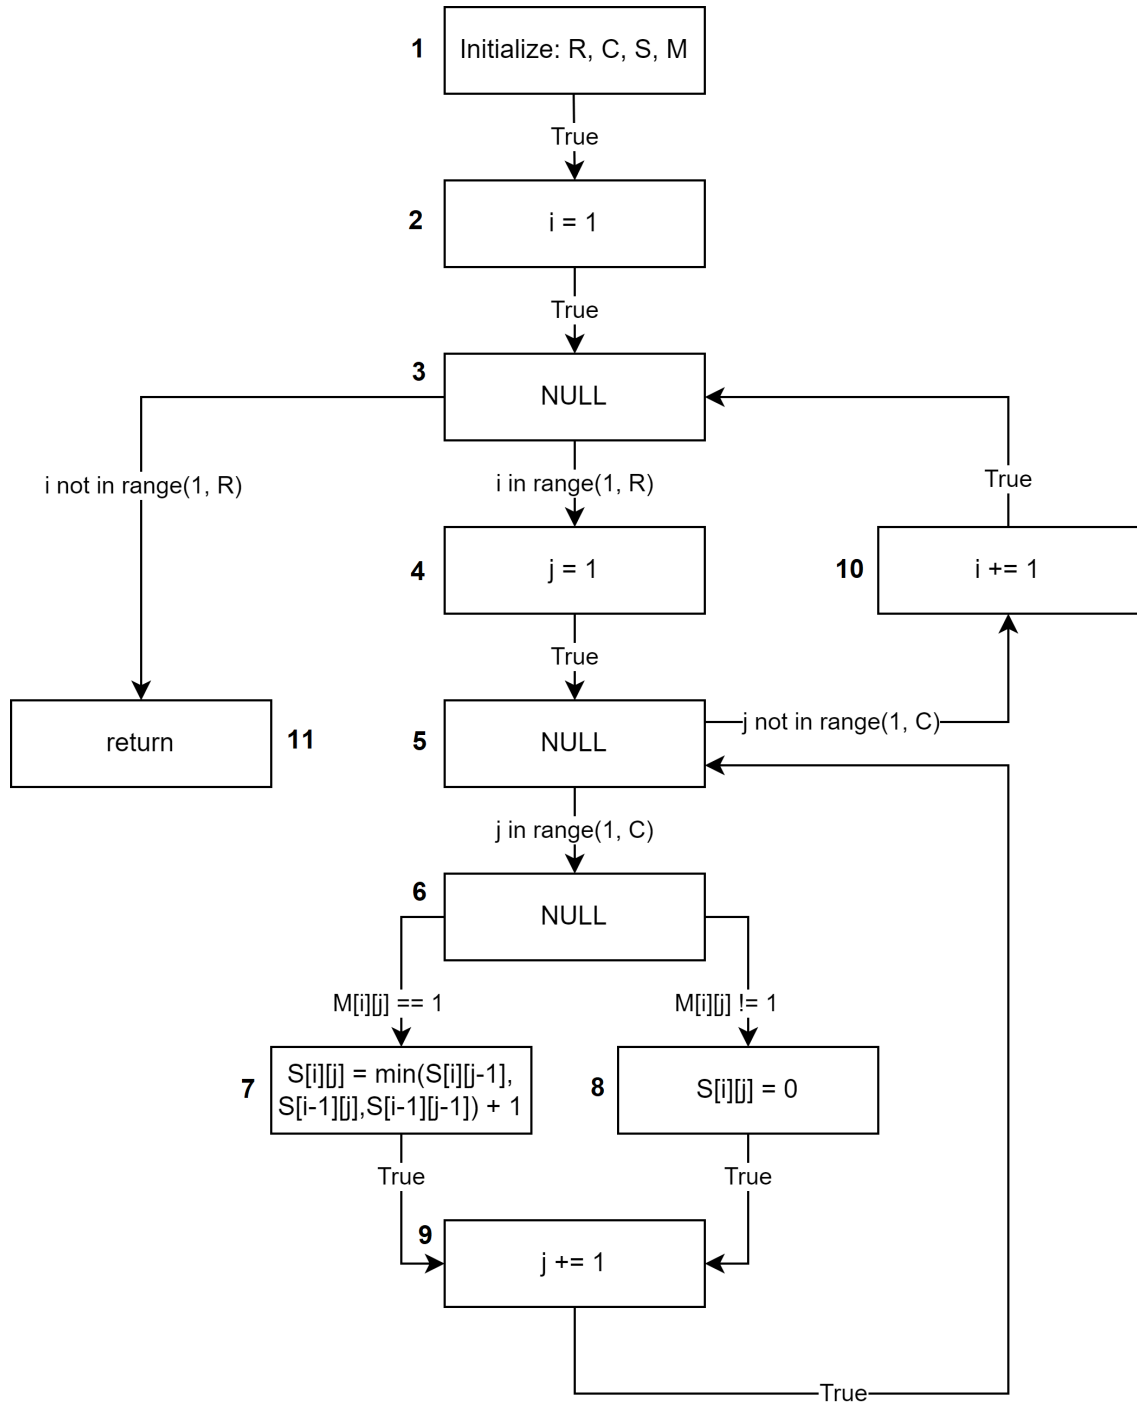 1
Initialize: R, C, S, M
True
2
i = 1
True
3
NULL
i not in range(1, R)
i in range(1, R)
True
4
j = 1
10
i += 1
True
return
11
5
NULL
j not in range(1, C)
j in range(1, C)
6
NULL
M[i][j] == 1
M[i][j] != 1
7
S[i][j] = min(S[i][j-1],
S[i-1][j],S[i-1][j-1]) + 1
8
S[i][j] = 0
True
True
9
j += 1
True